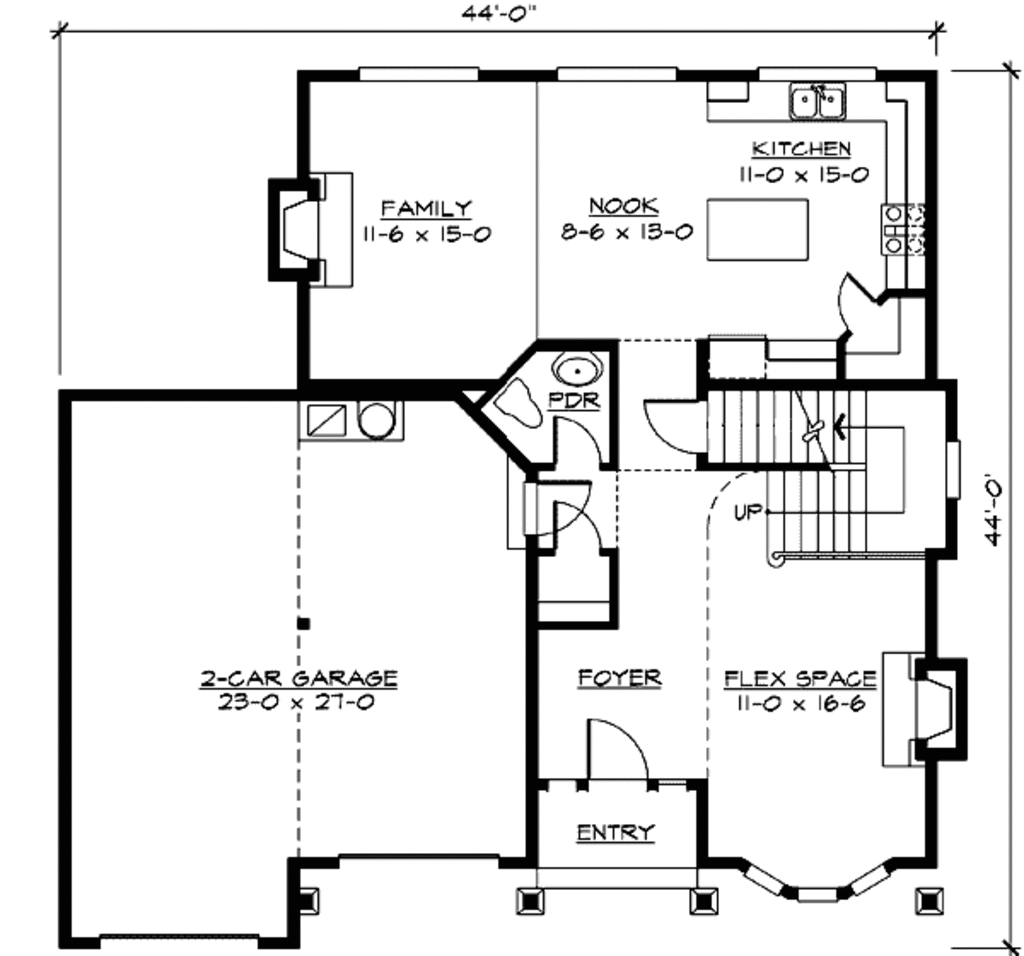 44'-0"
KITCHEN
11-0 x 15-0
FAMILY
11-6 x 15-0
NOOK
8-6 x 13-0
PDR
UP
44'-0'
2-CAR GARAGE
23-0 x 27-0
FOYER
FLEX SPACE
11-0 x 16-6
ENTRY